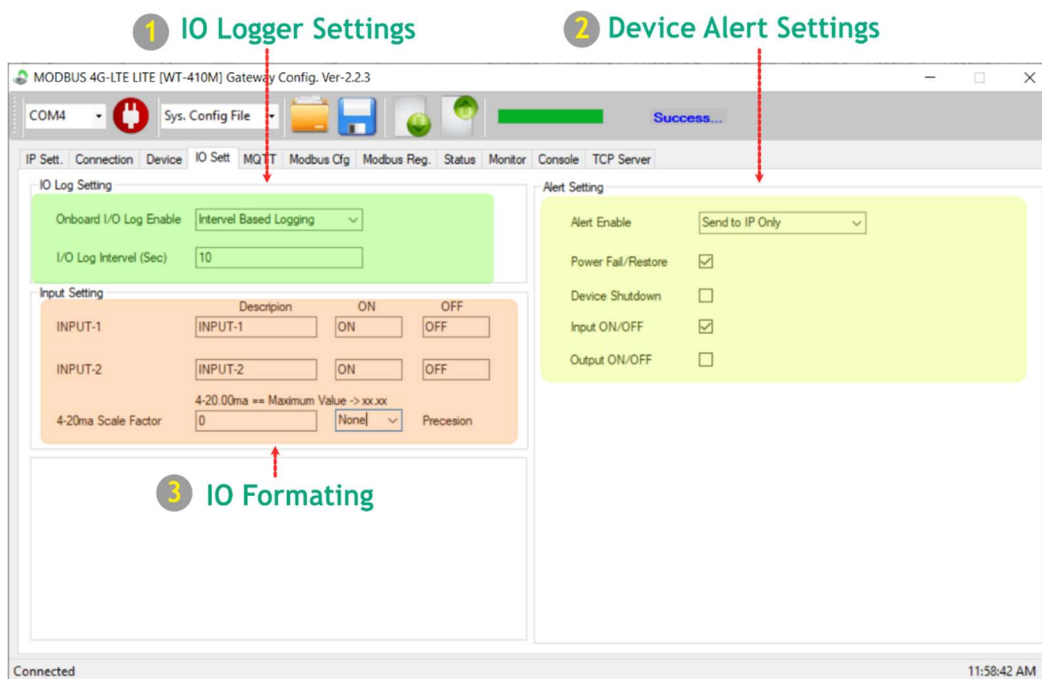 1 IO Logger Settings
2 Device Alert Settings
MODBUS 4G-LTE LITE [WT-410M] Gateway Config. Ver-2.2.3
COM4 Sys. Config File Success...
IP Sett. Connection Device IO Sett MQTT Modbus Cfg Modbus Reg. Status Monitor Console TCP Server
IO Log Setting
Onboard I/O Log Enable Intervel Based Logging
I/O Log Interval (Sec) 10
Input Setting
Descripion ON OFF
INPUT-1 INPUT-1 ON OFF
INPUT-2 INPUT-2 ON OFF
4-20.00ma == Maximum Value -> xx.xx
4-20ma Scale Factor 0 None Precesion
3 IO Formating
Alert Setting
Alert Enable Send to IP Only
Power Fail/Restore
Device Shutdown
Input ON/OFF
Output ON/OFF
Connected 11:58:42 AM